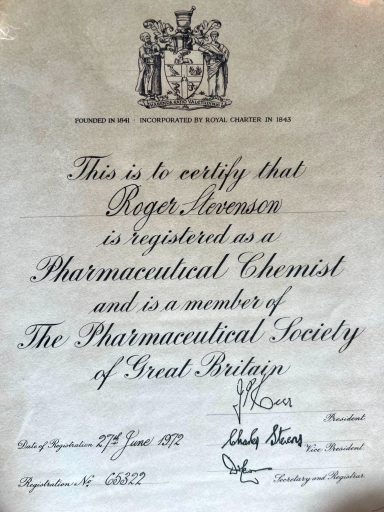 FOUNDED IN 1841 · INCORPORATED BY ROYAL CHARTER IN 1843
This is to certify that
Roger Stevenson
is registered as a
Pharmaceutical Chemist
and is a member of
The Pharmaceutical Society
of Great Britain
President.
Date of Registration 27th June 1972
Charles Stevens Vice-President.
Registration No. 65322
Secretary and Registrar.